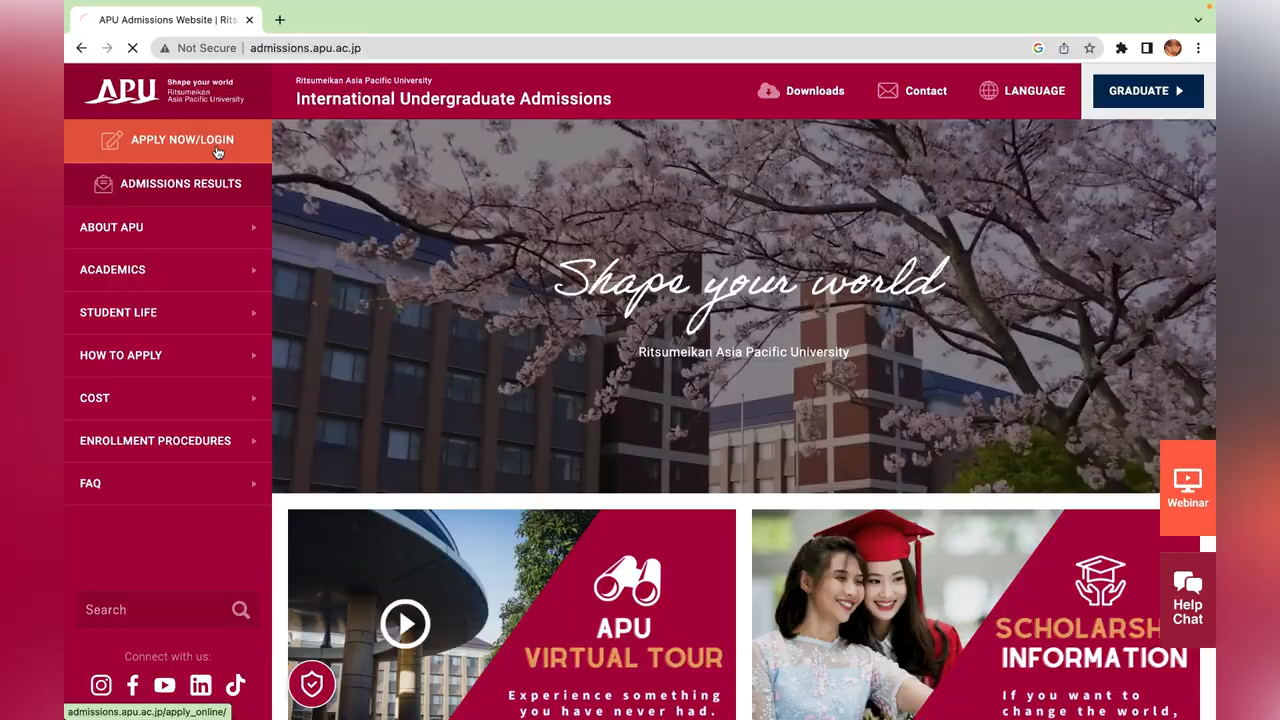 APU Admissions Website | Rits
Not Secure
admissions.apu.ac.jp
APU
Shape your world
Ritsumeikan
Asia Pacific University
Ritsumeikan Asia Pacific University
International Undergraduate Admissions
Downloads
Contact
LANGUAGE
GRADUATE
APPLY NOW/LOGIN
ADMISSIONS RESULTS
ABOUT APU
ACADEMICS
STUDENT LIFE
HOW TO APPLY
COST
ENROLLMENT PROCEDURES
FAQ
Search
Connect with us:
admissions.apu.ac.jp/apply_online/
Shape your world
Ritsumeikan Asia Pacific University
APU
VIRTUAL TOUR
Experience something
you have never had.
SCHOLARSH
INFORMATION
If you want to
change the world,
Webinar
Help
Chat